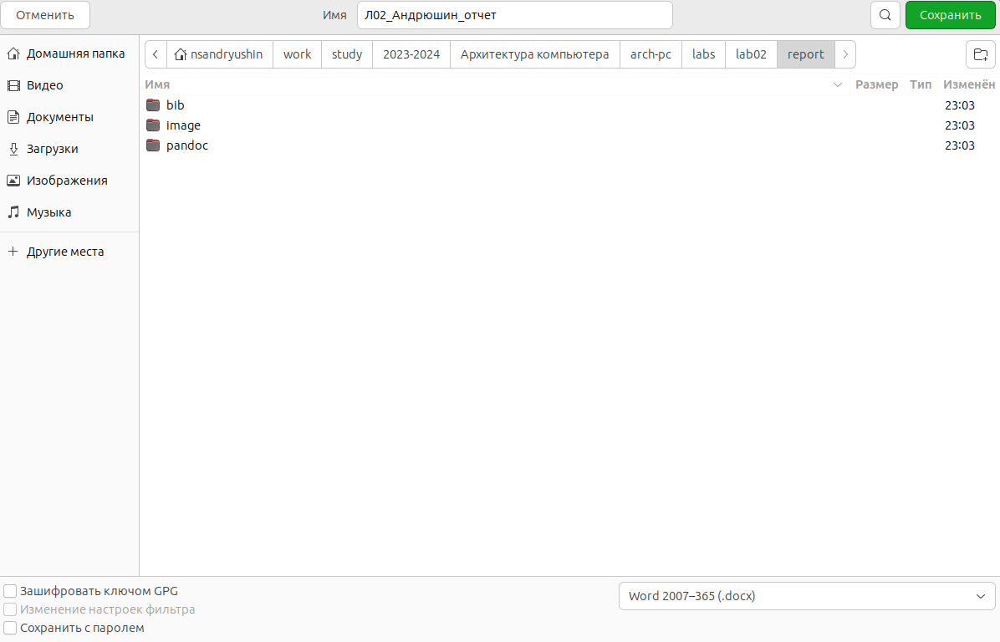 Отменить Имя Л02_Андрюшин_отчет Сохранить
Домашняя папка
Видео
Документы
Загрузки
Изображения
Музыка
Другие места
nsandryushin work study 2023-2024 Архитектура компьютера arch-pc labs lab02 report
Имя Размер Тип Изменён
bib 23:03
image 23:03
pandoc 23:03
Зашифровать ключом GPG
Изменение настроек фильтра
Сохранить с паролем
Word 2007–365 (.docx)